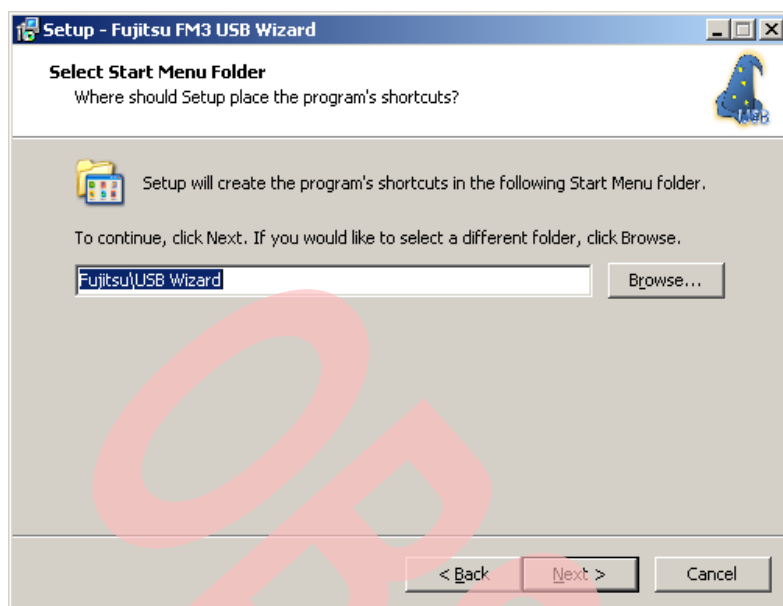 Setup - Fujitsu FM3 USB Wizard
Select Start Menu Folder
Where should Setup place the program's shortcuts?
USB
Setup will create the program's shortcuts in the following Start Menu folder.
To continue, click Next. If you would like to select a different folder, click Browse.
Fujitsu\USB Wizard
Browse...
< Back
Next >
Cancel